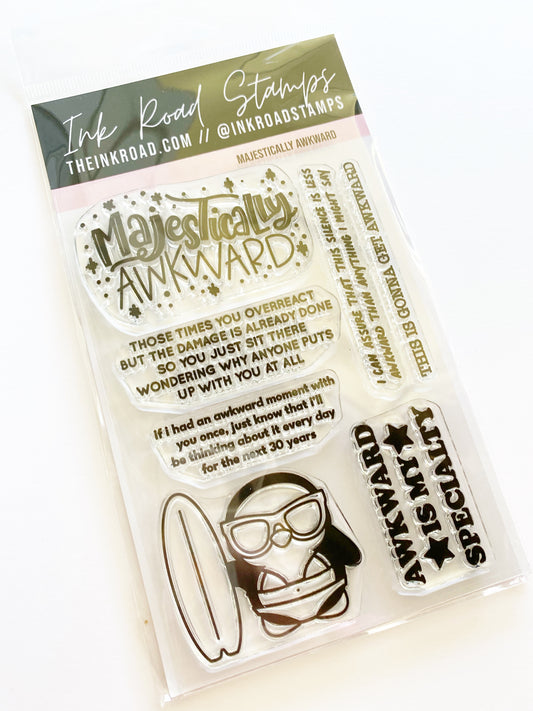 Ink Road Stamps
THEINKROAD.COM // @INKROADSTAMPS
MAJESTICALLY AWKWARD
MAJESTICALLY
AWKWARD
THOSE TIMES YOU OVERREACT
BUT THE DAMAGE IS ALREADY DONE
SO YOU JUST SIT THERE
WONDERING WHY ANYONE PUTS
UP WITH YOU AT ALL
if I had an awkward moment with
you once, just know that I'll
be thinking about it every day
for the next 30 years
I CAN ASSURE THAT THIS SILENCE IS LESS
AWKWARD THAN ANYTHING I MIGHT SAY
THIS IS GONNA GET AWKWARD
AWKWARD
IS MY
SPECIALTY